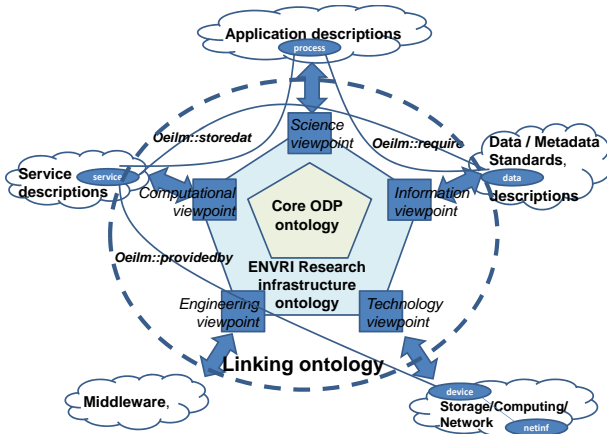 Application descriptions
process
Science
viewpoint
Oeilm::storedat
Oeilm::require
Data / Metadata
Standards,
data
descriptions
Service
descriptions
service
Computational
viewpoint
Information
viewpoint
Core ODP
ontology
Oeilm::providedby
ENVRI Research
infrastructure
ontology
Engineering
viewpoint
Technology
viewpoint
Linking ontology
Middleware,
device
Storage/Computing/
Network
netinf